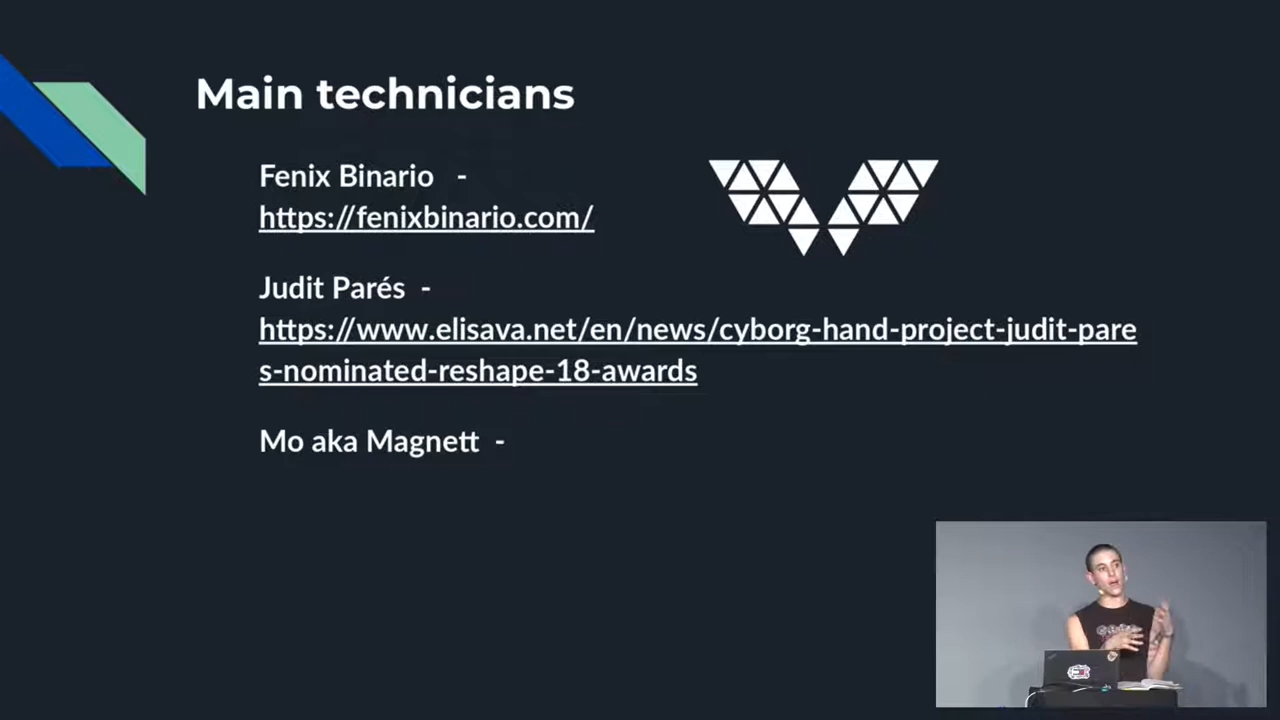 Main technicians
Fenix Binario -
https://fenixbinario.com/
Judit Parés -
https://www.elisava.net/en/news/cyborg-hand-project-judit-pare
s-nominated-reshape-18-awards
Mo aka Magnett -